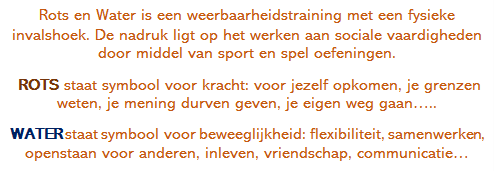 Rots en Water is een weerbaarheidstraining met een fysieke
invalshoek. De nadruk ligt op het werken aan sociale vaardigheden
door middel van sport en spel oefeningen.
ROTS staat symbool voor kracht: voor jezelf opkomen, je grenzen
weten, je mening durven geven, je eigen weg gaan…..
WATER staat symbool voor beweeglijkheid: flexibiliteit, samenwerken,
openstaan voor anderen, inleven, vriendschap, communicatie…